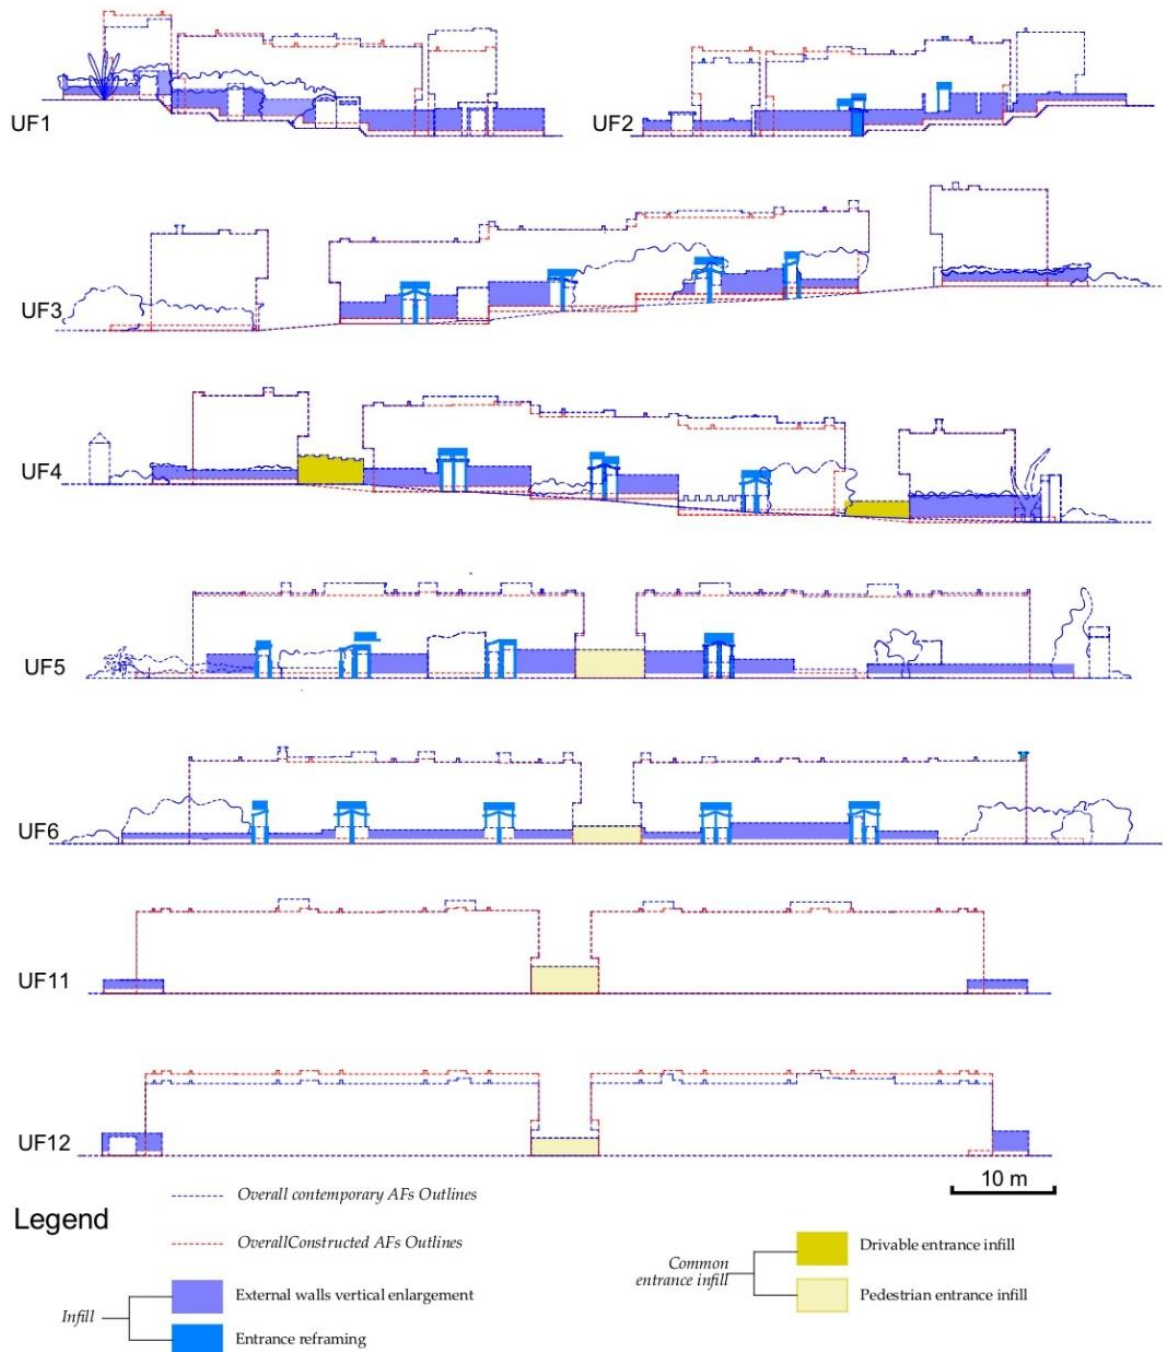 UF1
UF2
UF3
UF4
UF5
UF6
UF11
UF12
10 m
Legend
Overall contemporary AFs Outlines
OverallConstructed AFs Outlines
Infill
External walls vertical enlargement
Entrance reframing
Common
entrance infill
Drivable entrance infill
Pedestrian entrance infill